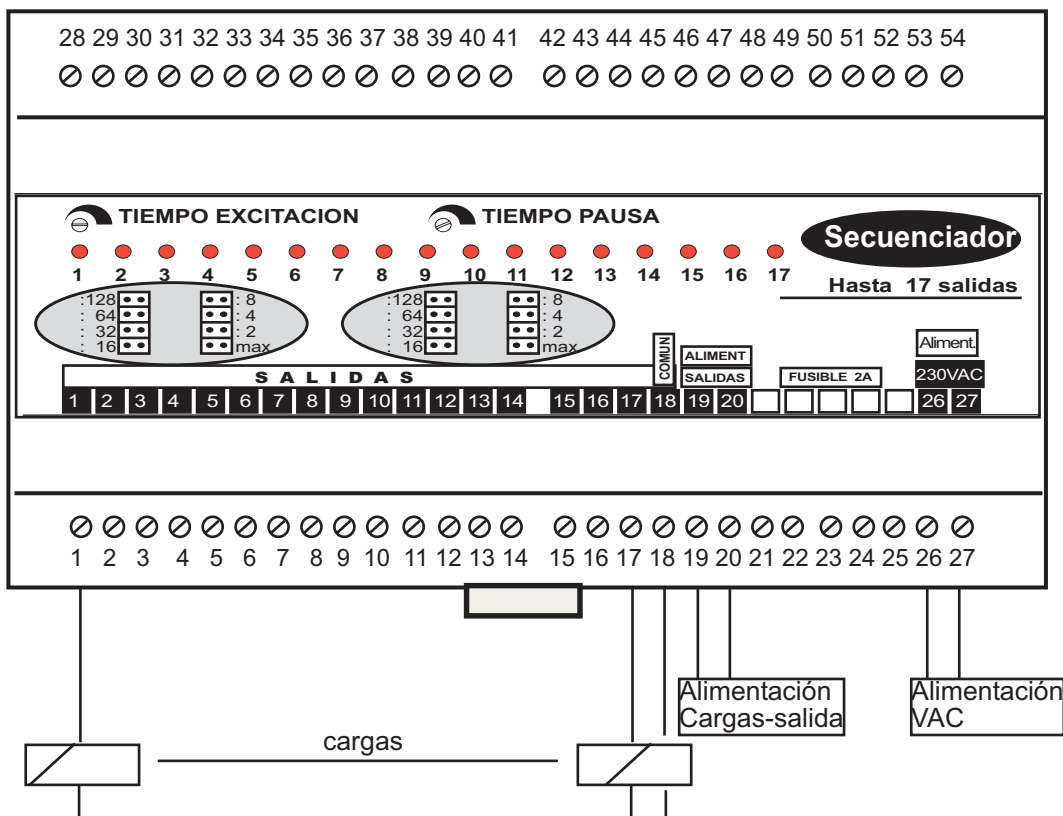 28 29 30 31 32 33 34 35 36 37 38 39 40 41 42 43 44 45 46 47 48 49 50 51 52 53 54
TIEMPO EXCITACION
TIEMPO PAUSA
Secuenciador
1 2 3 4 5 6 7 8 9 10 11 12 13 14 15 16 17
Hasta 17 salidas
:128 : 8
: 64 : 4
: 32 : 2
: 16 max
:128 : 8
: 64 : 4
: 32 : 2
: 16 max
COMUN
ALIMENT
SALIDAS
FUSIBLE 2A
Aliment.
230VAC
SALIDAS
1 2 3 4 5 6 7 8 9 10 11 12 13 14 15 16 17 18 19 20 26 27
1 2 3 4 5 6 7 8 9 10 11 12 13 14 15 16 17 18 19 20 21 22 23 24 25 26 27
Alimentación
Cargas-salida
Alimentación
VAC
cargas